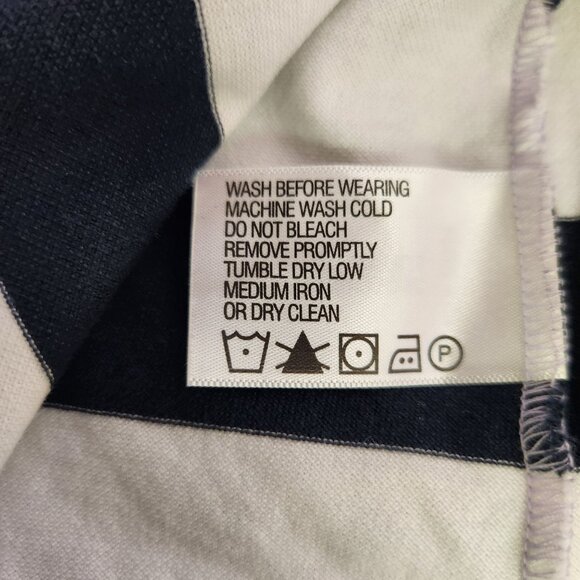 WASH BEFORE WEARING
MACHINE WASH COLD
DO NOT BLEACH
REMOVE PROMPTLY
TUMBLE DRY LOW
MEDIUM IRON
OR DRY CLEAN
P